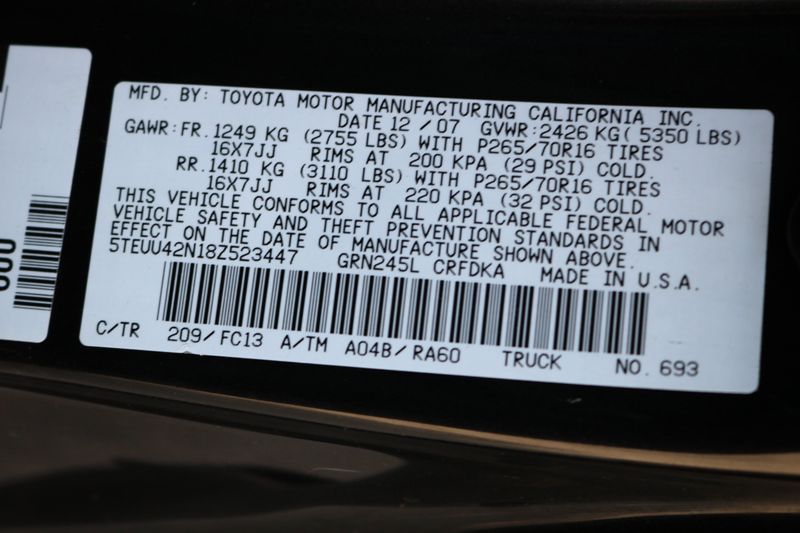 MFD. BY: TOYOTA MOTOR MANUFACTURING CALIFORNIA INC.
DATE 12 / 07 GVWR: 2426 KG ( 5350 LBS)
GAWR: FR. 1249 KG (2755 LBS) WITH P265/70R16 TIRES
16X7JJ RIMS AT 200 KPA (29 PSI) COLD.
RR. 1410 KG (3110 LBS) WITH P265/70R16 TIRES
16X7JJ RIMS AT 220 KPA (32 PSI) COLD.
THIS VEHICLE CONFORMS TO ALL APPLICABLE FEDERAL MOTOR
VEHICLE SAFETY AND THEFT PREVENTION STANDARDS IN
EFFECT ON THE DATE OF MANUFACTURE SHOWN ABOVE.
5TEUU42N18Z523447 GRN245L CRFDKA MADE IN U.S.A.
C/TR 209/FC13 A/TM A04B/RA60 TRUCK NO. 693